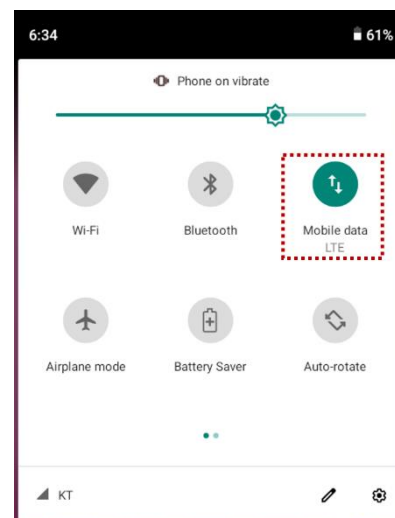 6:34 61%
Phone on vibrate
Wi-Fi Bluetooth Mobile data
LTE
Airplane mode Battery Saver Auto-rotate
KT